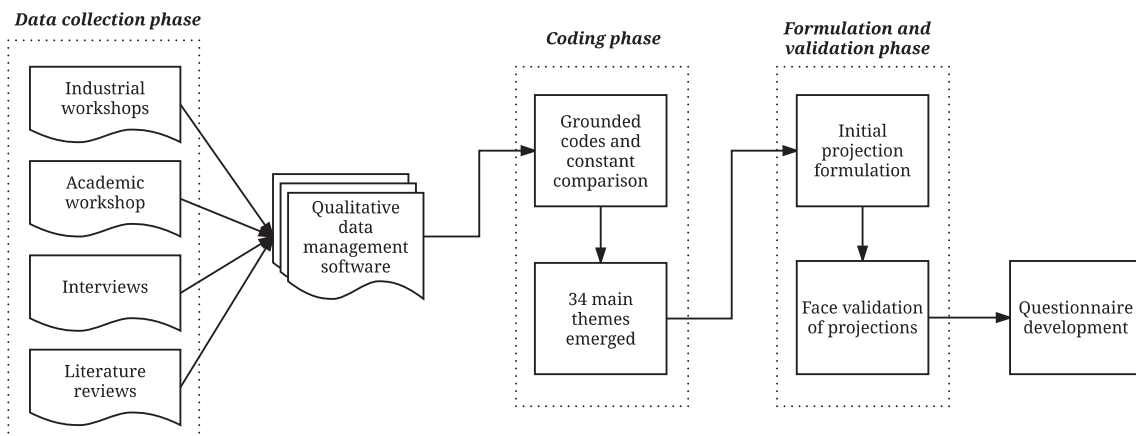 Data collection phase
Industrial
workshops
Academic
workshop
Interviews
Literature
reviews
Qualitative
data
management
software
Coding phase
Grounded
codes and
constant
comparison
34 main
themes
emerged
Formulation and
validation phase
Initial
projection
formulation
Face validation
of projections
Questionnaire
development